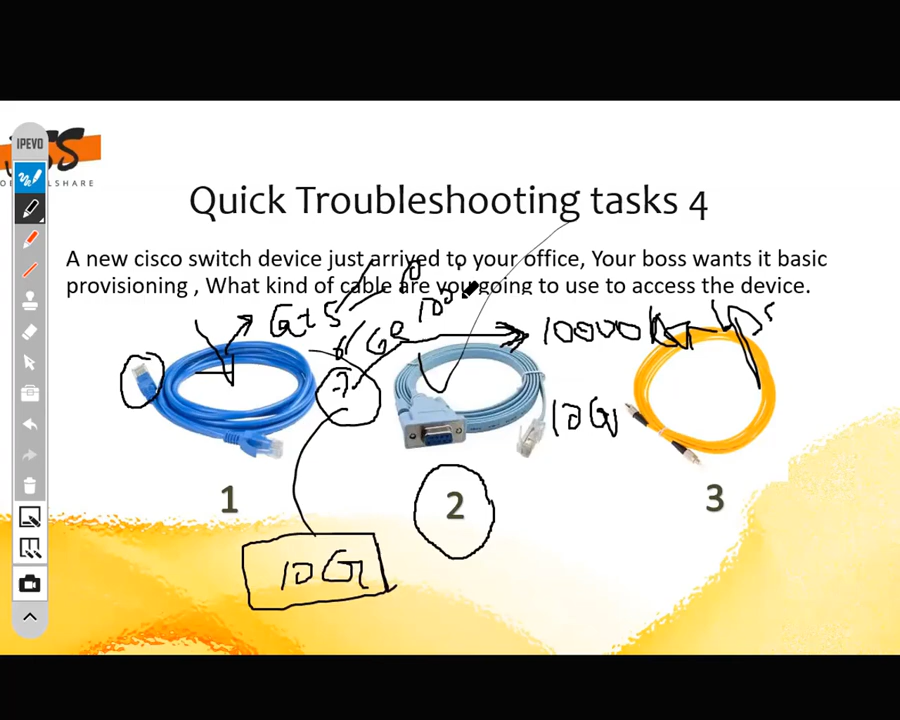 IPEVO
LSHARE
Quick Troubleshooting tasks 4
A new cisco switch device just arrived to your office, Your boss wants it basic
provisioning , What kind of cable are you going to use to access the device.
10G
1
2
3
10G